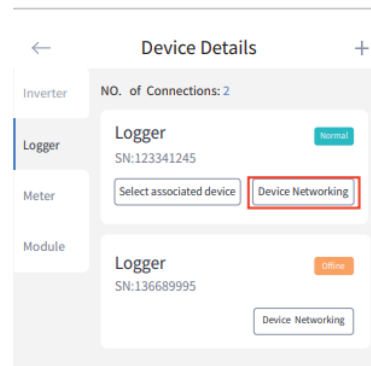 Device Details
Inverter
NO. of Connections: 2
Logger
Logger
Normal
SN:123341245
Select associated device
Device Networking
Meter
Module
Logger
Offine
SN:136689995
Device Networking